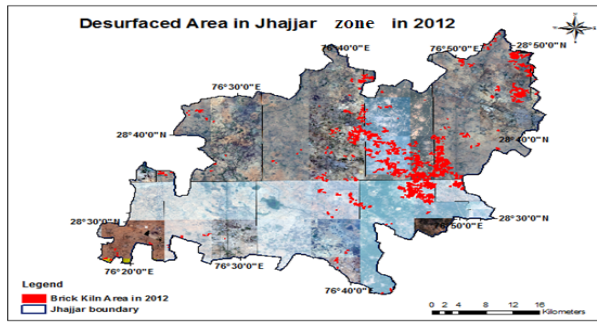 Desurfaced Area in Jhajjar zone in 2012
76°40'0"E
76°50'0"E
28°50'0"N
76°30'0"E
28°40'0"N
28°40'0"N
28°30'0"N
28°30'0"N
76°50'0"E
76°20'0"E
76°30'0"E
76°40'0"E
Legend
Brick Kiln Area in 2012
Jhajjar boundary
0 2 4 8 12 16
Kilometers